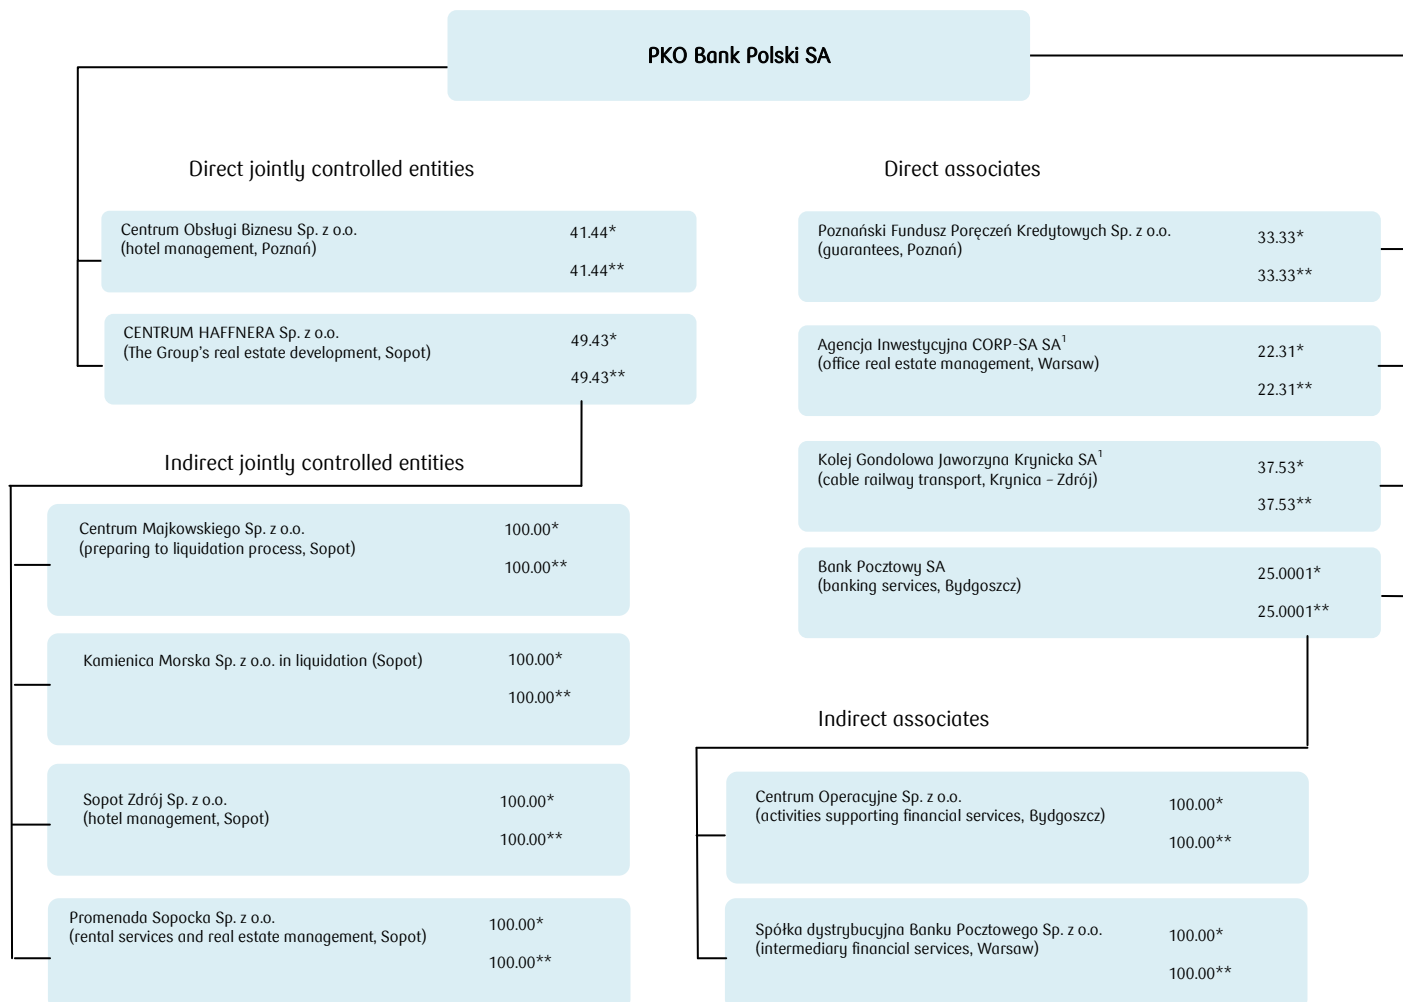 PKO Bank Polski SA
Direct jointly controlled entities
Centrum Obsługi Biznesu Sp. z o.o.
(hotel management, Poznań)
41.44*
41.44**
CENTRUM HAFFNERA Sp. z o.o.
(The Group's real estate development, Sopot)
49.43*
49.43**
Indirect jointly controlled entities
Centrum Majkowskiego Sp. z o.o.
(preparing to liquidation process, Sopot)
100.00*
100.00**
Kamienica Morska Sp. z o.o. in liquidation (Sopot)
100.00*
100.00**
Sopot Zdrój Sp. z o.o.
(hotel management, Sopot)
100.00*
100.00**
Promenada Sopocka Sp. z o.o.
(rental services and real estate management, Sopot)
100.00*
100.00**
Direct associates
Poznański Fundusz Poręczeń Kredytowych Sp. z o.o.
(guarantees, Poznań)
33.33*
33.33**
Agencja Inwestycyjna CORP-SA SA¹
(office real estate management, Warsaw)
22.31*
22.31**
Kolej Gondolowa Jaworzyna Krynicka SA¹
(cable railway transport, Krynica – Zdrój)
37.53*
37.53**
Bank Pocztowy SA
(banking services, Bydgoszcz)
25.0001*
25.0001**
Indirect associates
Centrum Operacyjne Sp. z o.o.
(activities supporting financial services, Bydgoszcz)
100.00*
100.00**
Spółka dystrybucyjna Banku Pocztowego Sp. z o.o.
(intermediary financial services, Warsaw)
100.00*
100.00**